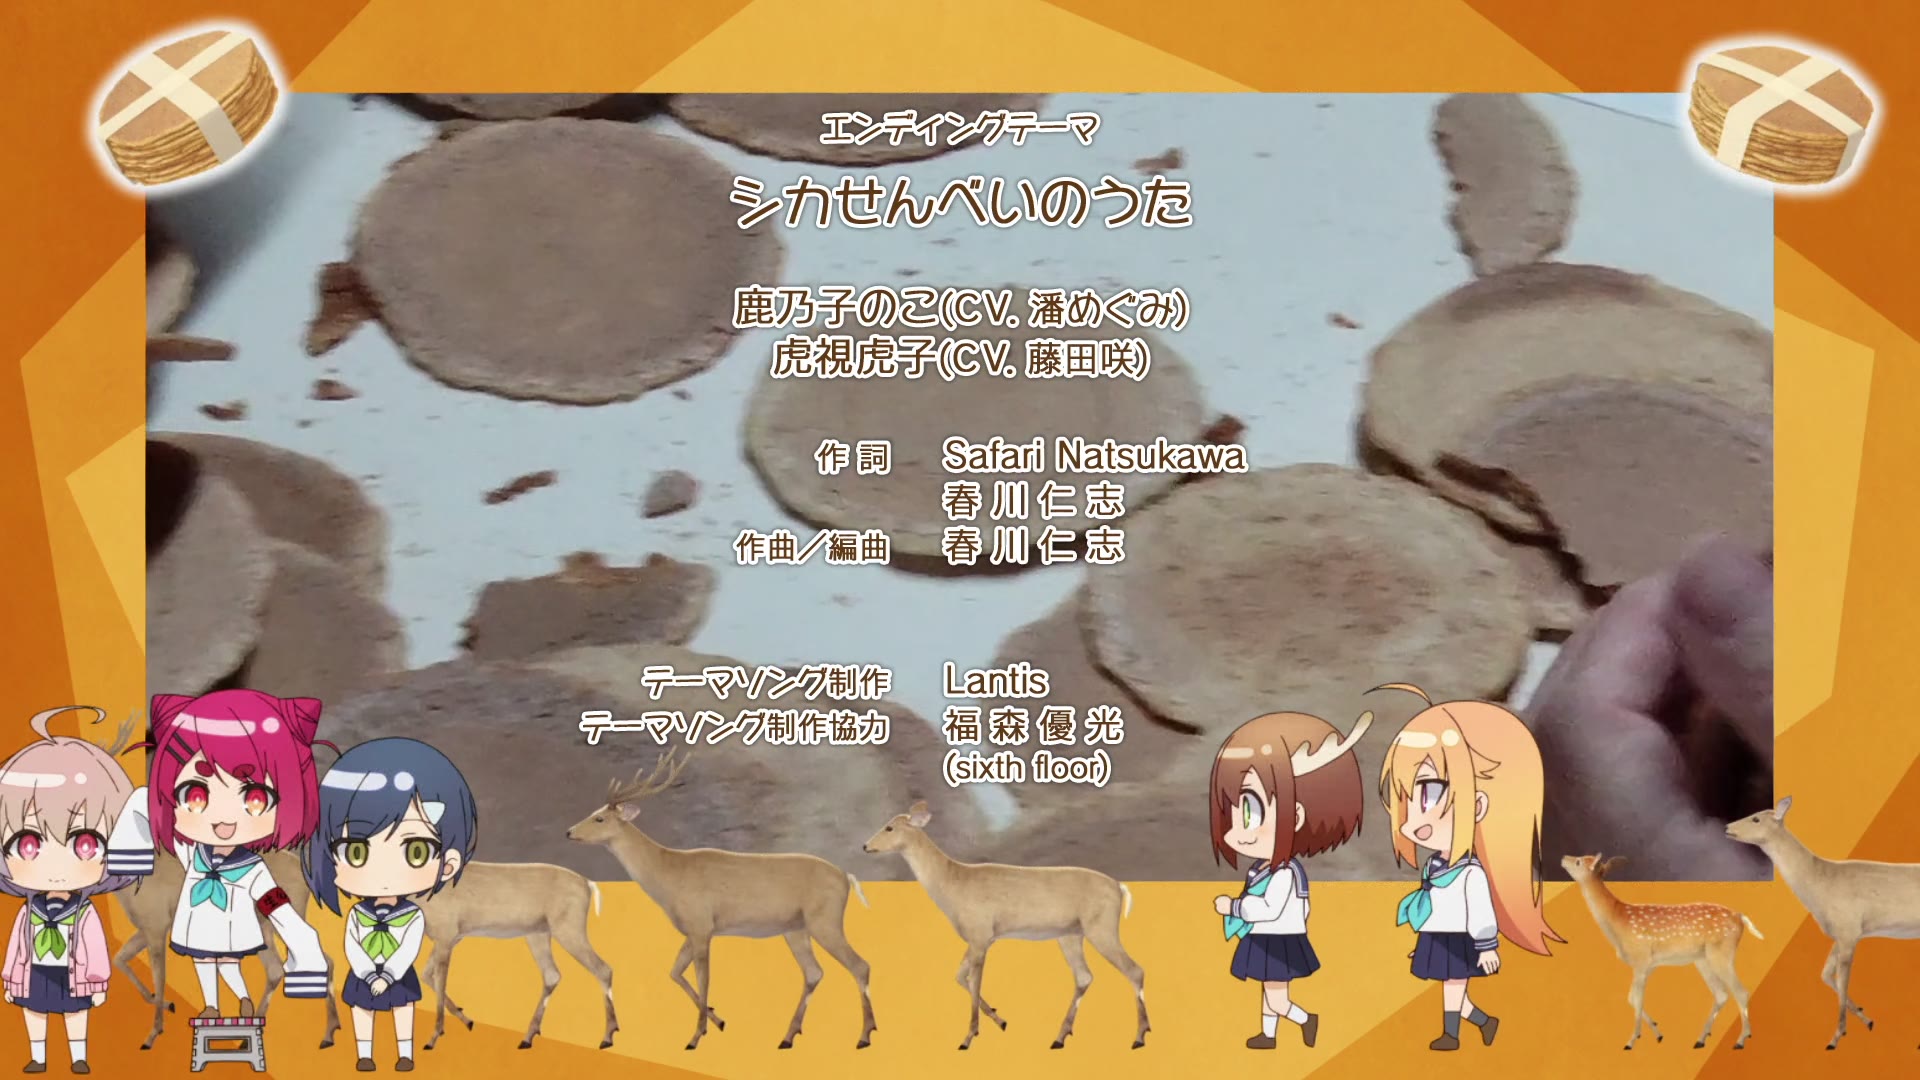 エンディングテーマ
シカせんべいのうた
鹿乃子のこ(CV. 潘めぐみ)
虎視虎子(CV. 藤田咲)
作詞 Safari Natsukawa
春川仁志
作曲／編曲 春川仁志
テーマソング制作 Lantis
テーマソング制作協力 福森優光
(sixth floor)